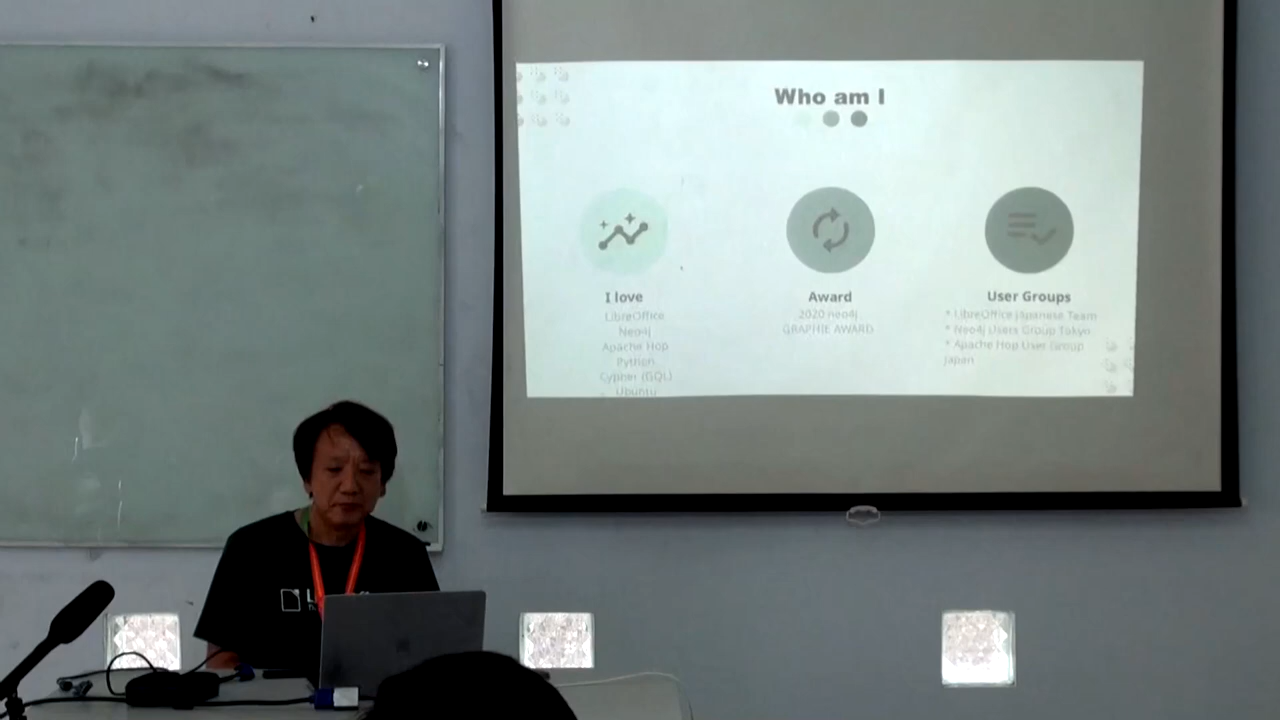 Who am I
I love
LibreOffice
Neo4j
Apache Hop
Python
Cypher (GQL)
Ubuntu
Award
2020 neo4j
GRAPHIE AWARD
User Groups
* LibreOffice Japanese Team
* Neo4j Users Group Tokyo
* Apache Hop User Group
Japan